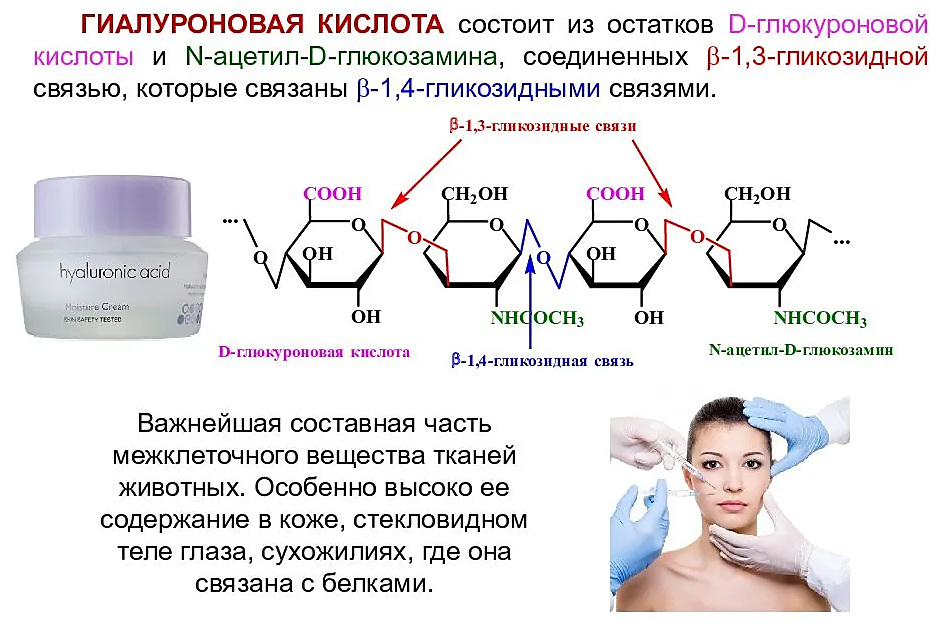 ГИАЛУРОНОВАЯ КИСЛОТА состоит из остатков D-глюкуроновой
кислоты и N-ацетил-D-глюкозамина, соединенных β-1,3-гликозидной
связью, которые связаны β-1,4-гликозидными связями.
β-1,3-гликозидные связи
COOH CH₂OH COOH CH₂OH
... O O O O
O O O O ...
OH OH
hyaluronic acid
Moisture Cream
SKIN SAFETY TESTED
OH NHCOCH₃ OH NHCOCH₃
D-глюкуроновая кислота β-1,4-гликозидная связь N-ацетил-D-глюкозамин
Важнейшая составная часть
межклеточного вещества тканей
животных. Особенно высоко ее
содержание в коже, стекловидном
теле глаза, сухожилиях, где она
связана с белками.